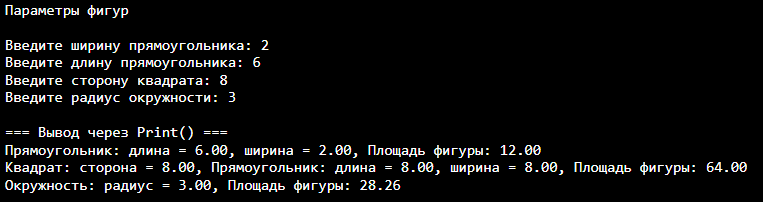 Параметры фигур
Введите ширину прямоугольника: 2
Введите длину прямоугольника: 6
Введите сторону квадрата: 8
Введите радиус окружности: 3
=== Вывод через Print() ===
Прямоугольник: длина = 6.00, ширина = 2.00, Площадь фигуры: 12.00
Квадрат: сторона = 8.00, Прямоугольник: длина = 8.00, ширина = 8.00, Площадь фигуры: 64.00
Окружность: радиус = 3.00, Площадь фигуры: 28.26